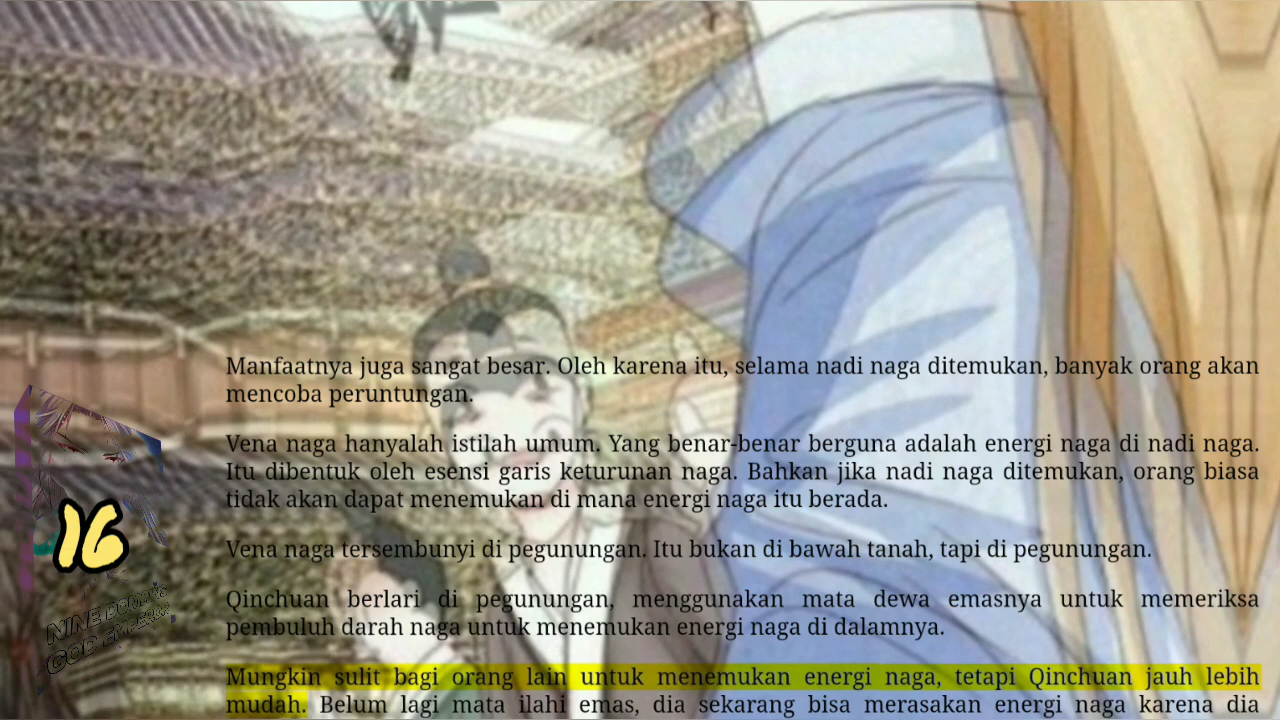 Manfaatnya juga sangat besar. Oleh karena itu, selama nadi naga ditemukan, banyak orang akan
mencoba peruntungan.
Vena naga hanyalah istilah umum. Yang benar-benar berguna adalah energi naga di nadi naga.
Itu dibentuk oleh esensi garis keturunan naga. Bahkan jika nadi naga ditemukan, orang biasa
tidak akan dapat menemukan di mana energi naga itu berada.
Vena naga tersembunyi di pegunungan. Itu bukan di bawah tanah, tapi di pegunungan.
Qinchuan berlari di pegunungan, menggunakan mata dewa emasnya untuk memeriksa
pembuluh darah naga untuk menemukan energi naga di dalamnya.
Mungkin sulit bagi orang lain untuk menemukan energi naga, tetapi Qinchuan jauh lebih
mudah. Belum lagi mata ilahi emas, dia sekarang bisa merasakan energi naga karena dia
16
NINE
GOD EMPEROR